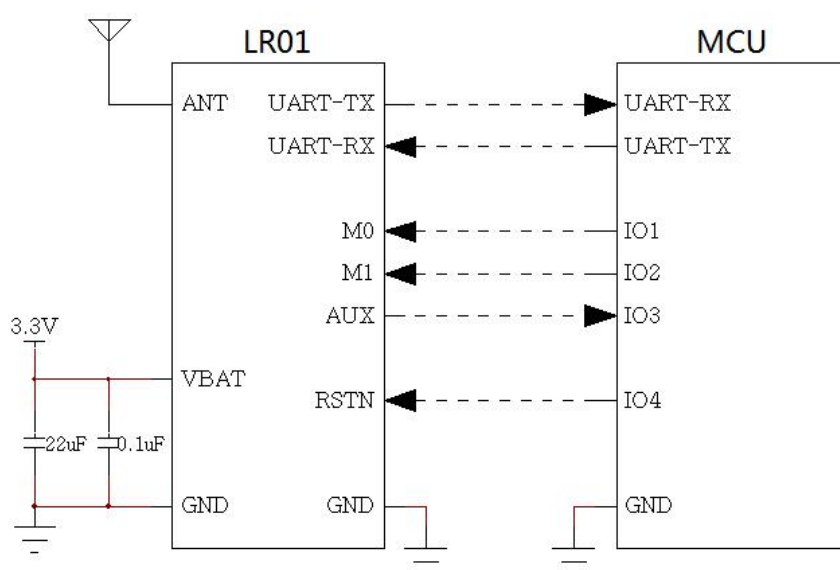 LR01 MCU
ANT UART-TX UART-RX
UART-RX UART-TX
M0 IO1
M1 IO2
AUX IO3
3.3V
VBAT
RSTN IO4
22uF 0.1uF
GND GND GND